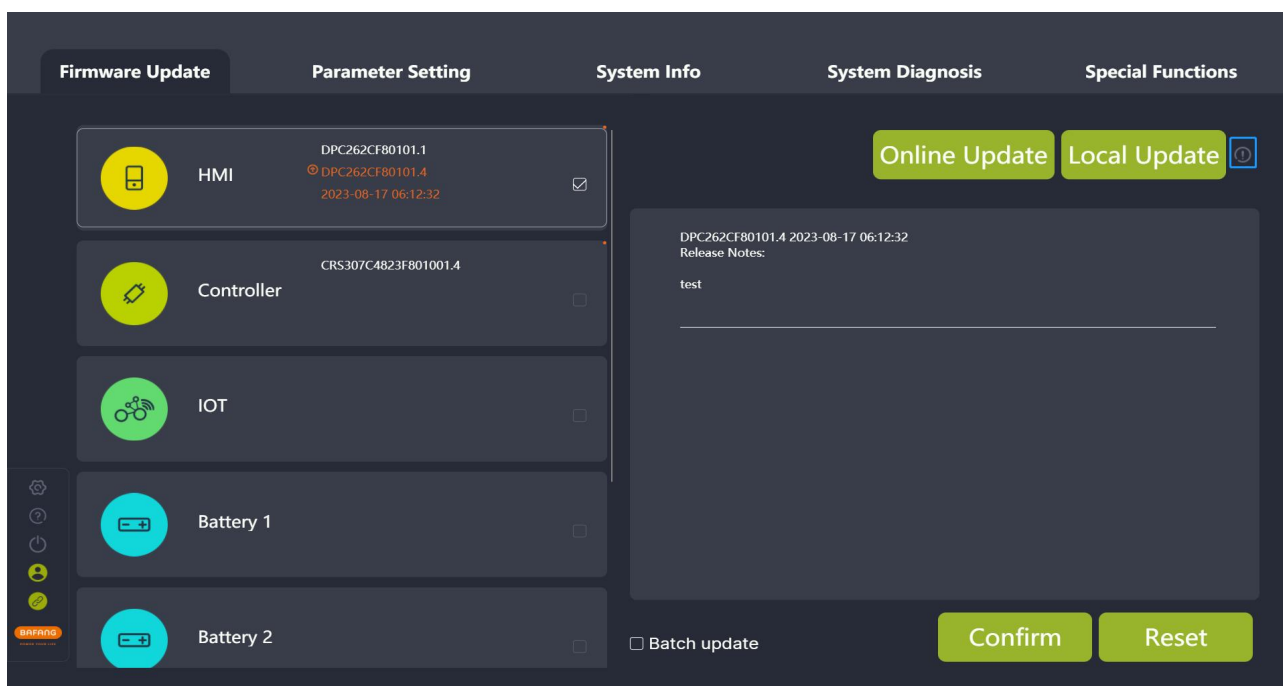 Firmware Update
Parameter Setting
System Info
System Diagnosis
Special Functions
HMI
DPC262CF80101.1
DPC262CF80101.4
2023-08-17 06:12:32
Online Update
Local Update
Controller
CRS307C4823F801001.4
IOT
Battery 1
Battery 2
DPC262CF80101.4 2023-08-17 06:12:32
Release Notes:
test
Batch update
Confirm
Reset
BAFANG